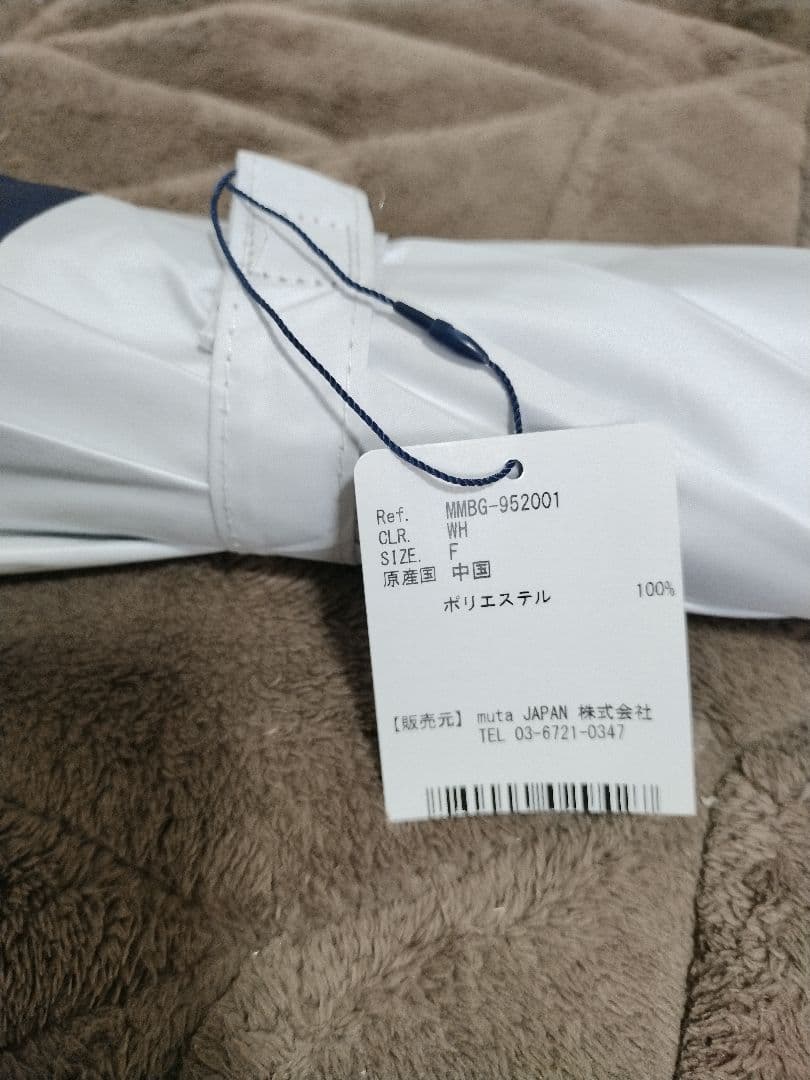 Ref. MMBG-952001
CLR. WH
SIZE. F
原産国 中国
ポリエステル 100%
【販売元】 muta JAPAN 株式会社
TEL 03-6721-0347